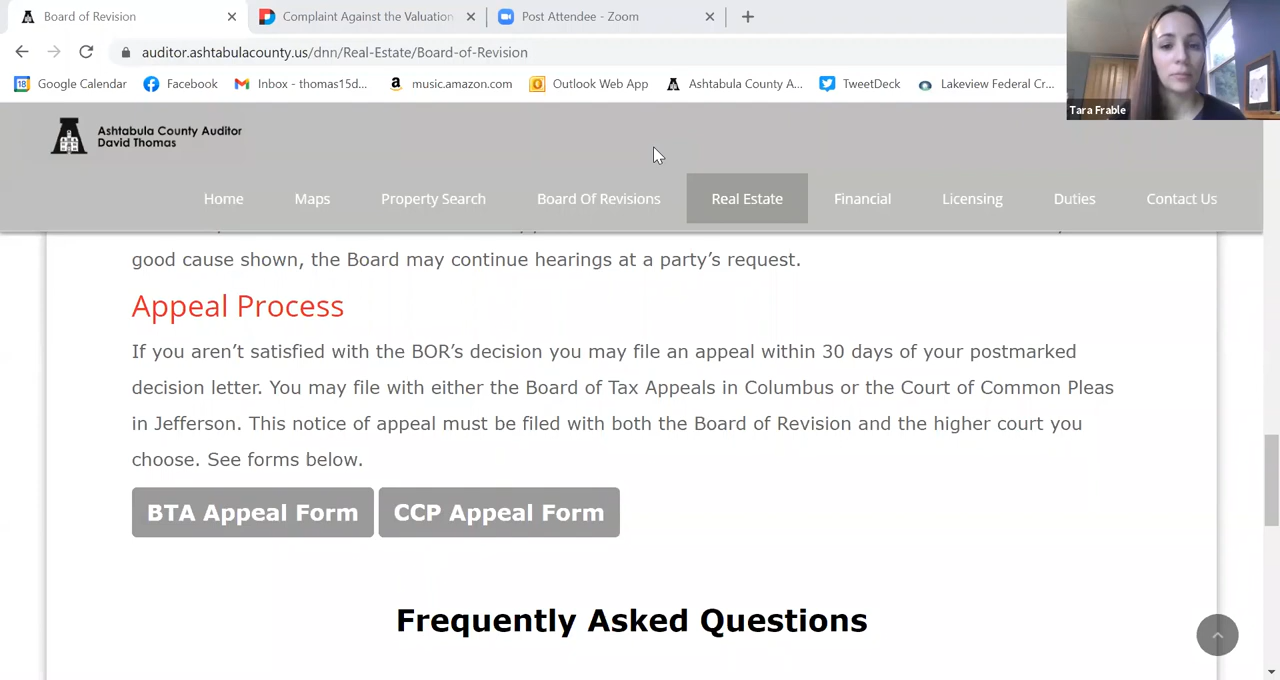 Board of Revision
Complaint Against the Valuation
Post Attendee - Zoom
auditor.ashtabulacounty.us/dnn/Real-Estate/Board-of-Revision
18 Google Calendar
Facebook
Inbox - thomas15d...
music.amazon.com
Outlook Web App
Ashtabula County A...
TweetDeck
Lakeview Federal Cr...
Tara Frable
Ashtabula County Auditor
David Thomas
Home
Maps
Property Search
Board Of Revisions
Real Estate
Financial
Licensing
Duties
Contact Us
good cause shown, the Board may continue hearings at a party's request.
Appeal Process
If you aren't satisfied with the BOR's decision you may file an appeal within 30 days of your postmarked
decision letter. You may file with either the Board of Tax Appeals in Columbus or the Court of Common Pleas
in Jefferson. This notice of appeal must be filed with both the Board of Revision and the higher court you
choose. See forms below.
BTA Appeal Form
CCP Appeal Form
Frequently Asked Questions